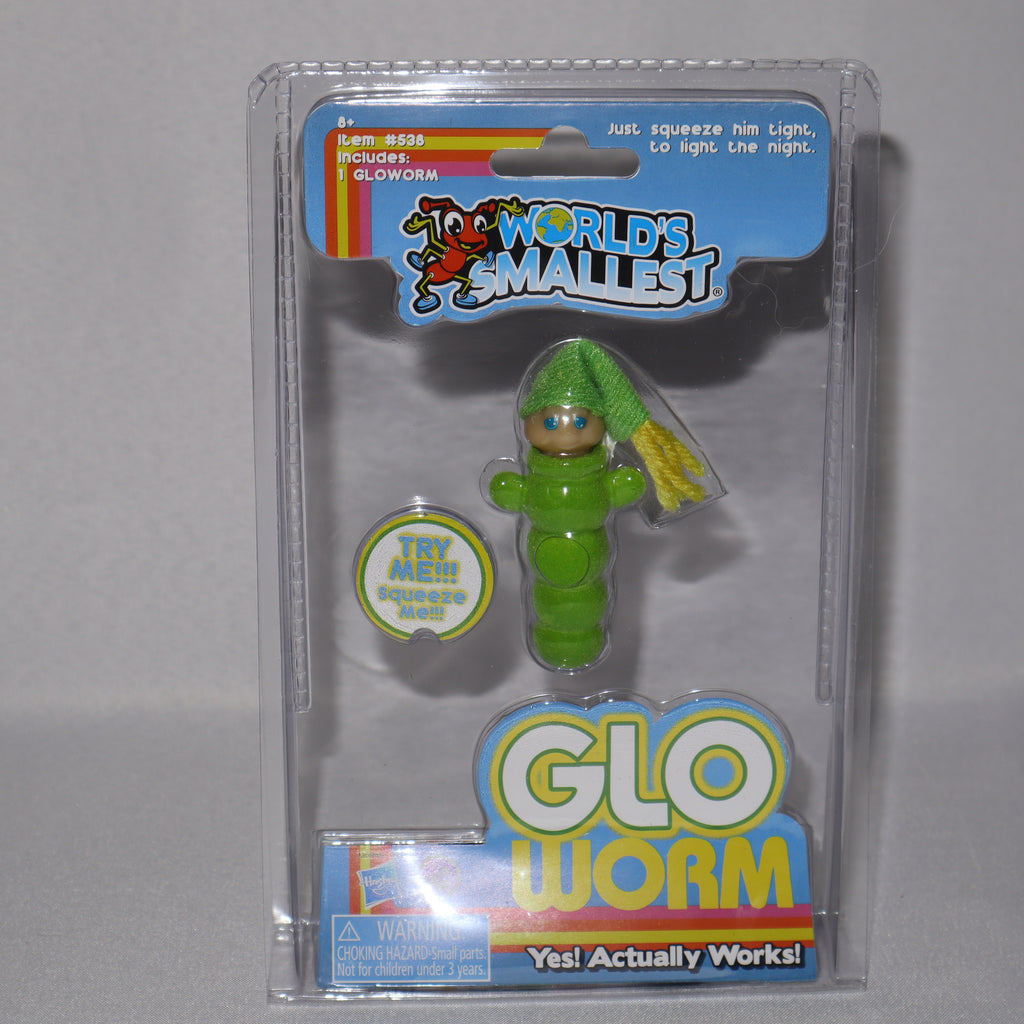 8+
Item #538
Includes:
1 GLOWORM
Just squeeze him tight,
to light the night.
WORLD'S
SMALLEST®
TRY
ME!!!
Squeeze
Me!!!
GLO
WORM
Hasbro
⚠ WARNING:
CHOKING HAZARD-Small parts.
Not for children under 3 years.
Yes! Actually Works!